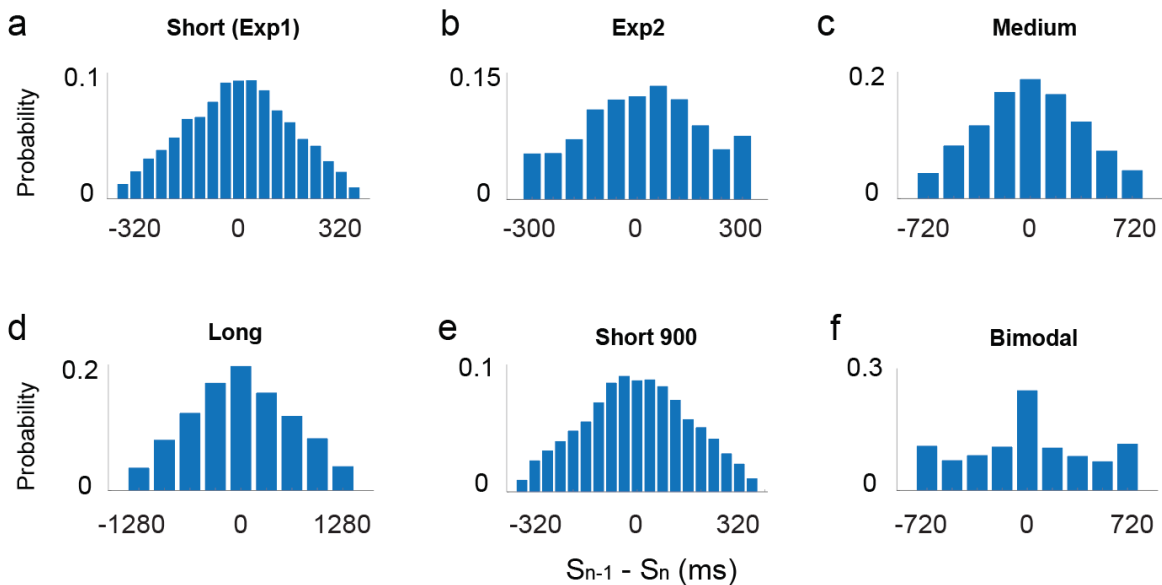 a Short (Exp1)
0.1
Probability
0
-320 0 320
b Exp2
0.15
0
-300 0 300
c Medium
0.2
0
-720 0 720
d Long
0.2
Probability
0
-1280 0 1280
e Short 900
0.1
0
-320 0 320
f Bimodal
0.3
0
-720 0 720
Sn-1 - Sn (ms)